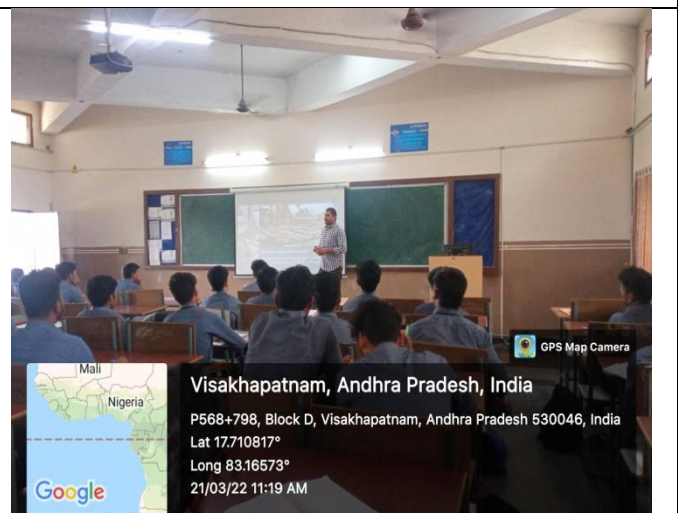 GPS Map Camera
Mali
Nigeria
Google
Visakhapatnam, Andhra Pradesh, India
P568+798, Block D, Visakhapatnam, Andhra Pradesh 530046, India
Lat 17.710817°
Long 83.16573°
21/03/22 11:19 AM